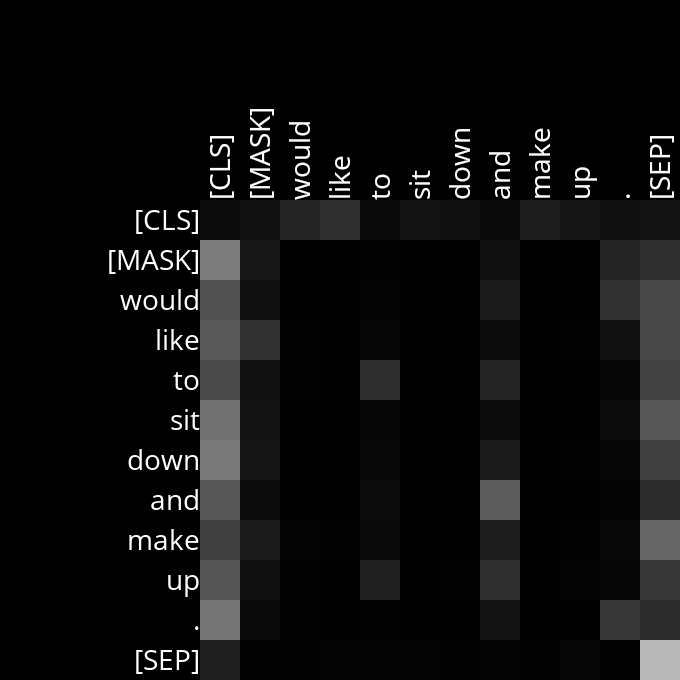 [CLS] [MASK] would like to sit down and make up . [SEP]
[CLS]
[MASK]
would
like
to
sit
down
and
make
up
.
[SEP]